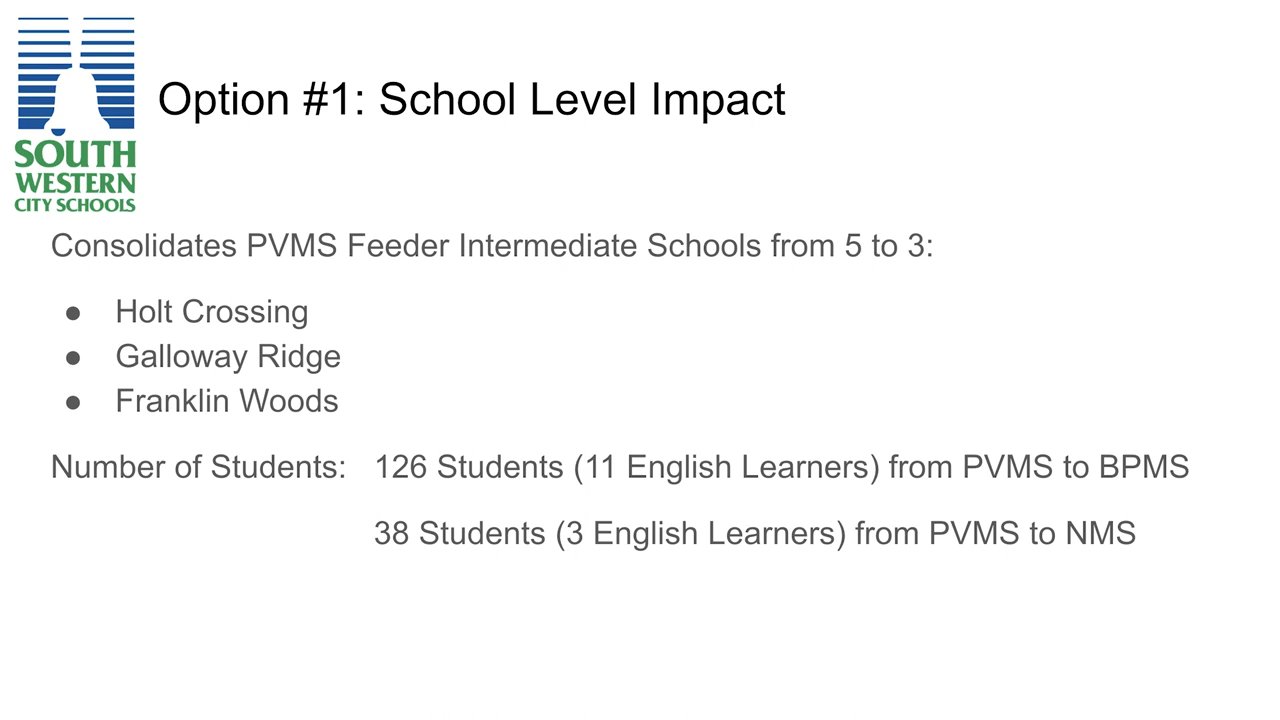 SOUTH
WESTERN
CITY SCHOOLS
Option #1: School Level Impact
Consolidates PVMS Feeder Intermediate Schools from 5 to 3:
● Holt Crossing
● Galloway Ridge
● Franklin Woods
Number of Students: 126 Students (11 English Learners) from PVMS to BPMS
38 Students (3 English Learners) from PVMS to NMS